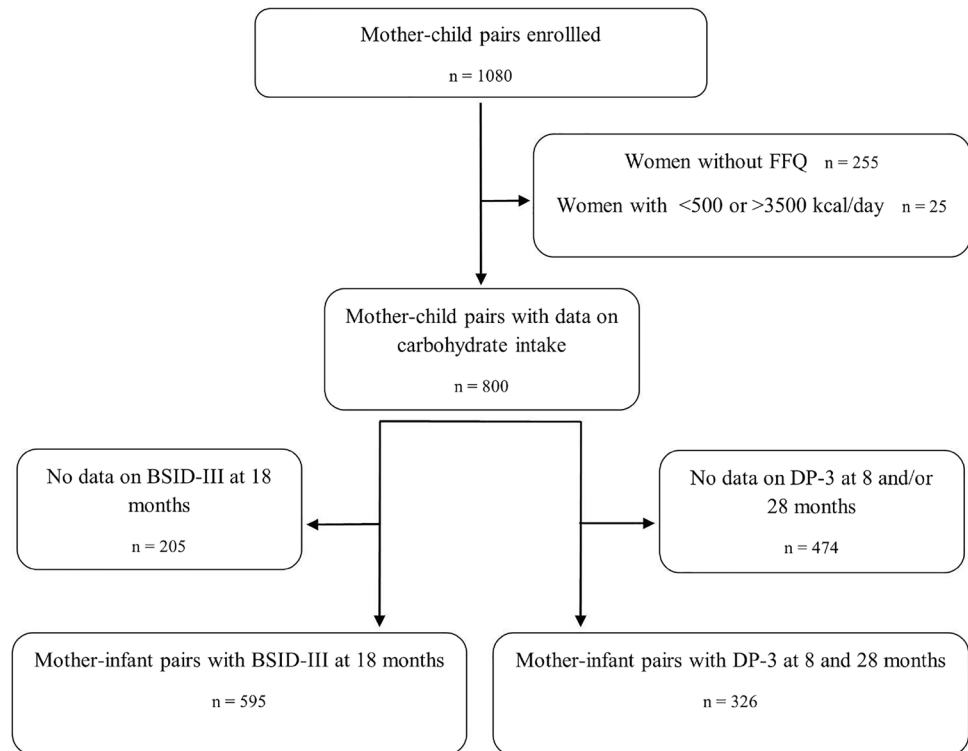 Mother-child pairs enrollled
n = 1080
Women without FFQ n = 255
Women with <500 or >3500 kcal/day n = 25
Mother-child pairs with data on
carbohydrate intake
n = 800
No data on BSID-III at 18
months
n = 205
No data on DP-3 at 8 and/or
28 months
n = 474
Mother-infant pairs with BSID-III at 18 months
n = 595
Mother-infant pairs with DP-3 at 8 and 28 months
n = 326